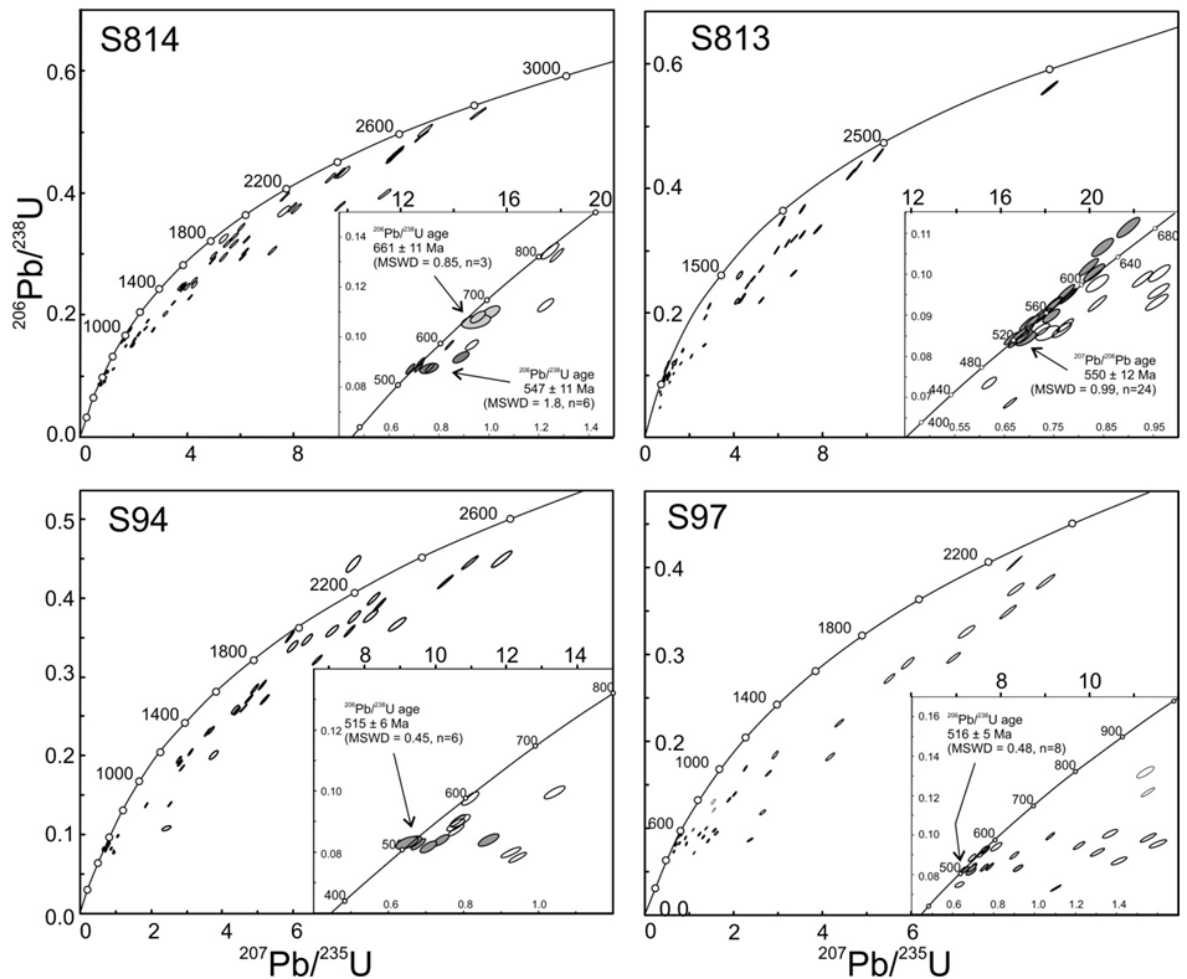 S814
0.6
0.4
0.2
0.0
206Pb/238U
3000
2600
2200
1800
1400
1000
0 4 8 12 16 20
206Pb/238U age
661 ± 11 Ma
(MSWD = 0.85, n=3)
206Pb/238U age
547 ± 11 Ma
(MSWD = 1.8, n=6)
0.14
0.12
0.10
0.08
800
700
600
500
0.6 0.8 1.0 1.2 1.4
S813
0.6
0.4
0.2
0.0
2500
1500
0 4 8 12 16 20
0.11
0.10
0.09
0.08
0.07
680
640
600
560
520
480
440
400
207Pb/206Pb age
550 ± 12 Ma
(MSWD = 0.99, n=24)
0.55 0.65 0.75 0.85 0.95
S94
0.5
0.4
0.3
0.2
0.1
0.0
2600
2200
1800
1400
1000
0 2 4 6 8 10 12 14
206Pb/238U age
515 ± 6 Ma
(MSWD = 0.45, n=6)
0.12
0.10
0.08
0.06
800
700
600
500
400
0.6 0.8 1.0
207Pb/235U
S97
0.4
0.3
0.2
0.1
0.0
2200
1800
1400
1000
600
0 2 4 6 8 10
206Pb/238U age
516 ± 5 Ma
(MSWD = 0.48, n=8)
0.16
0.14
0.12
0.10
0.08
900
800
700
600
500
0.6 0.8 1.0 1.2 1.4
207Pb/235U